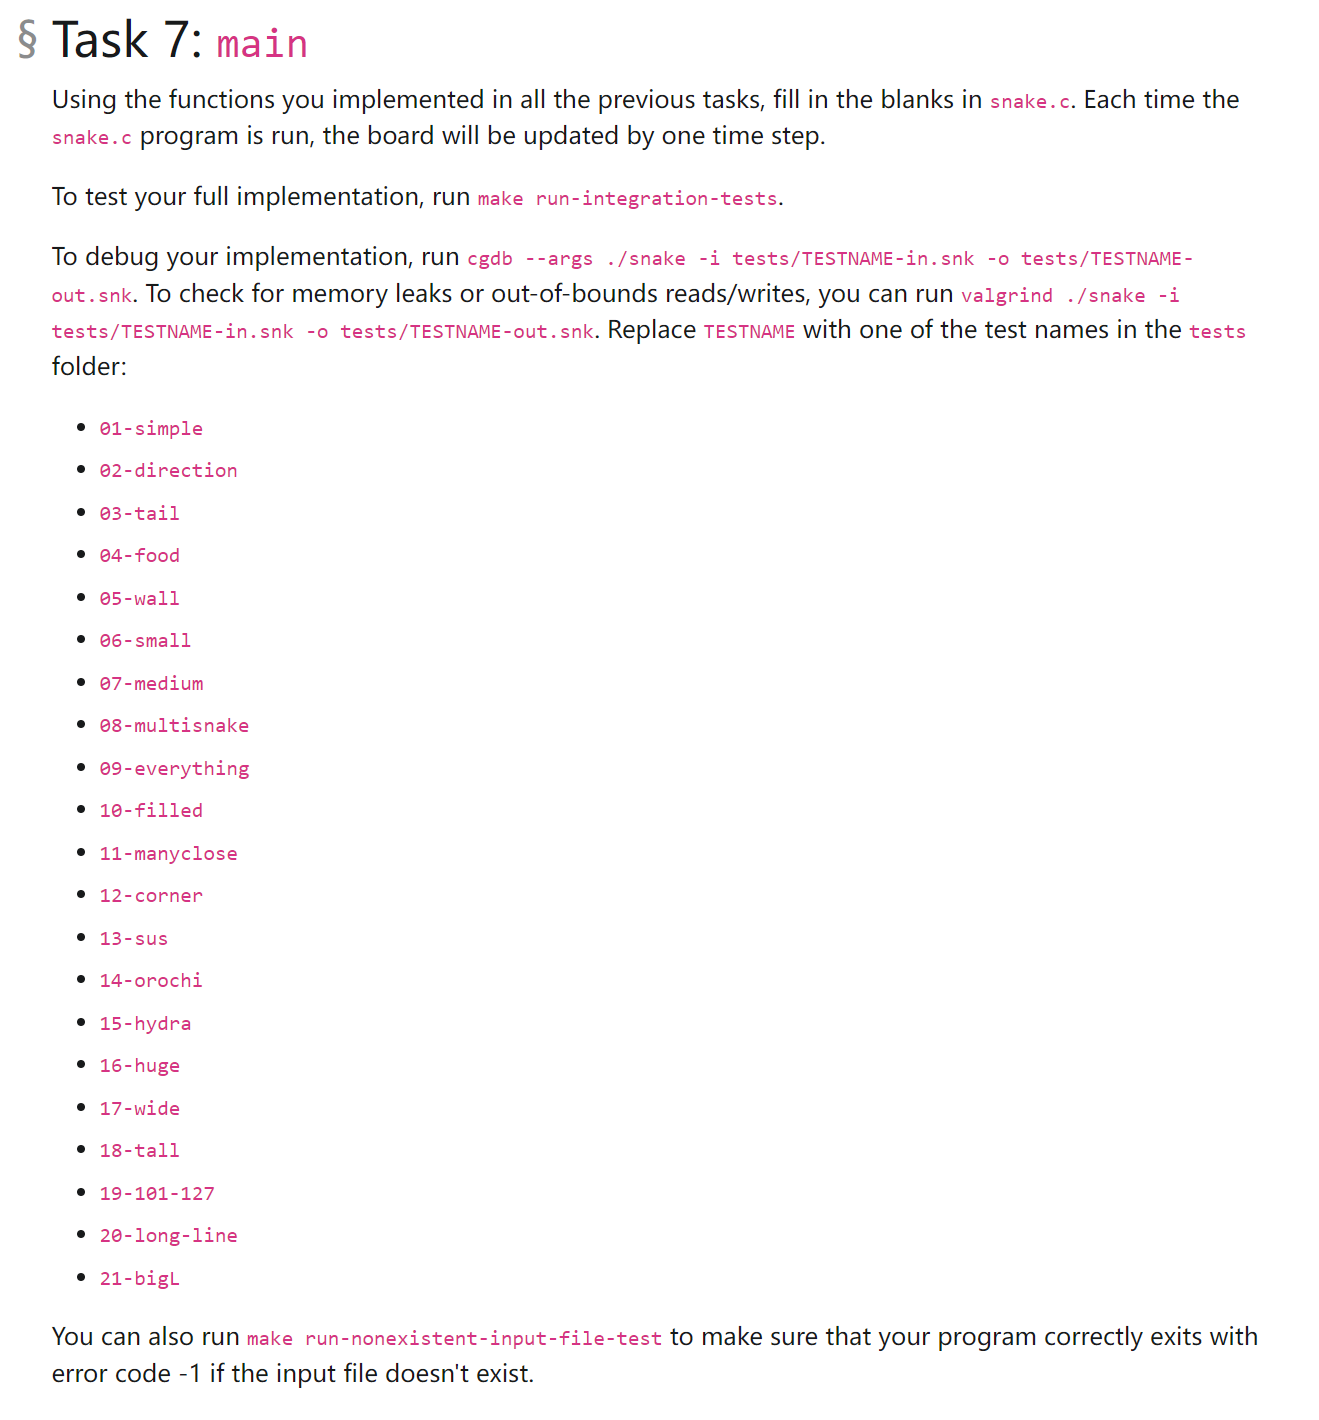 § Task 7: main
Using the functions you implemented in all the previous tasks, fill in the blanks in snake.c. Each time the
snake.c program is run, the board will be updated by one time step.
To test your full implementation, run make run-integration-tests.
To debug your implementation, run cgdb --args ./snake -i tests/TESTNAME-in.snk -o tests/TESTNAME-
out.snk. To check for memory leaks or out-of-bounds reads/writes, you can run valgrind ./snake -i
tests/TESTNAME-in.snk -o tests/TESTNAME-out.snk. Replace TESTNAME with one of the test names in the tests
folder:
• 01-simple
• 02-direction
• 03-tail
• 04-food
• 05-wall
• 06-small
• 07-medium
• 08-multisnake
• 09-everything
• 10-filled
• 11-manyclose
• 12-corner
• 13-sus
• 14-orochi
• 15-hydra
• 16-huge
• 17-wide
• 18-tall
• 19-101-127
• 20-long-line
• 21-bigL
You can also run make run-nonexistent-input-file-test to make sure that your program correctly exits with
error code -1 if the input file doesn't exist.